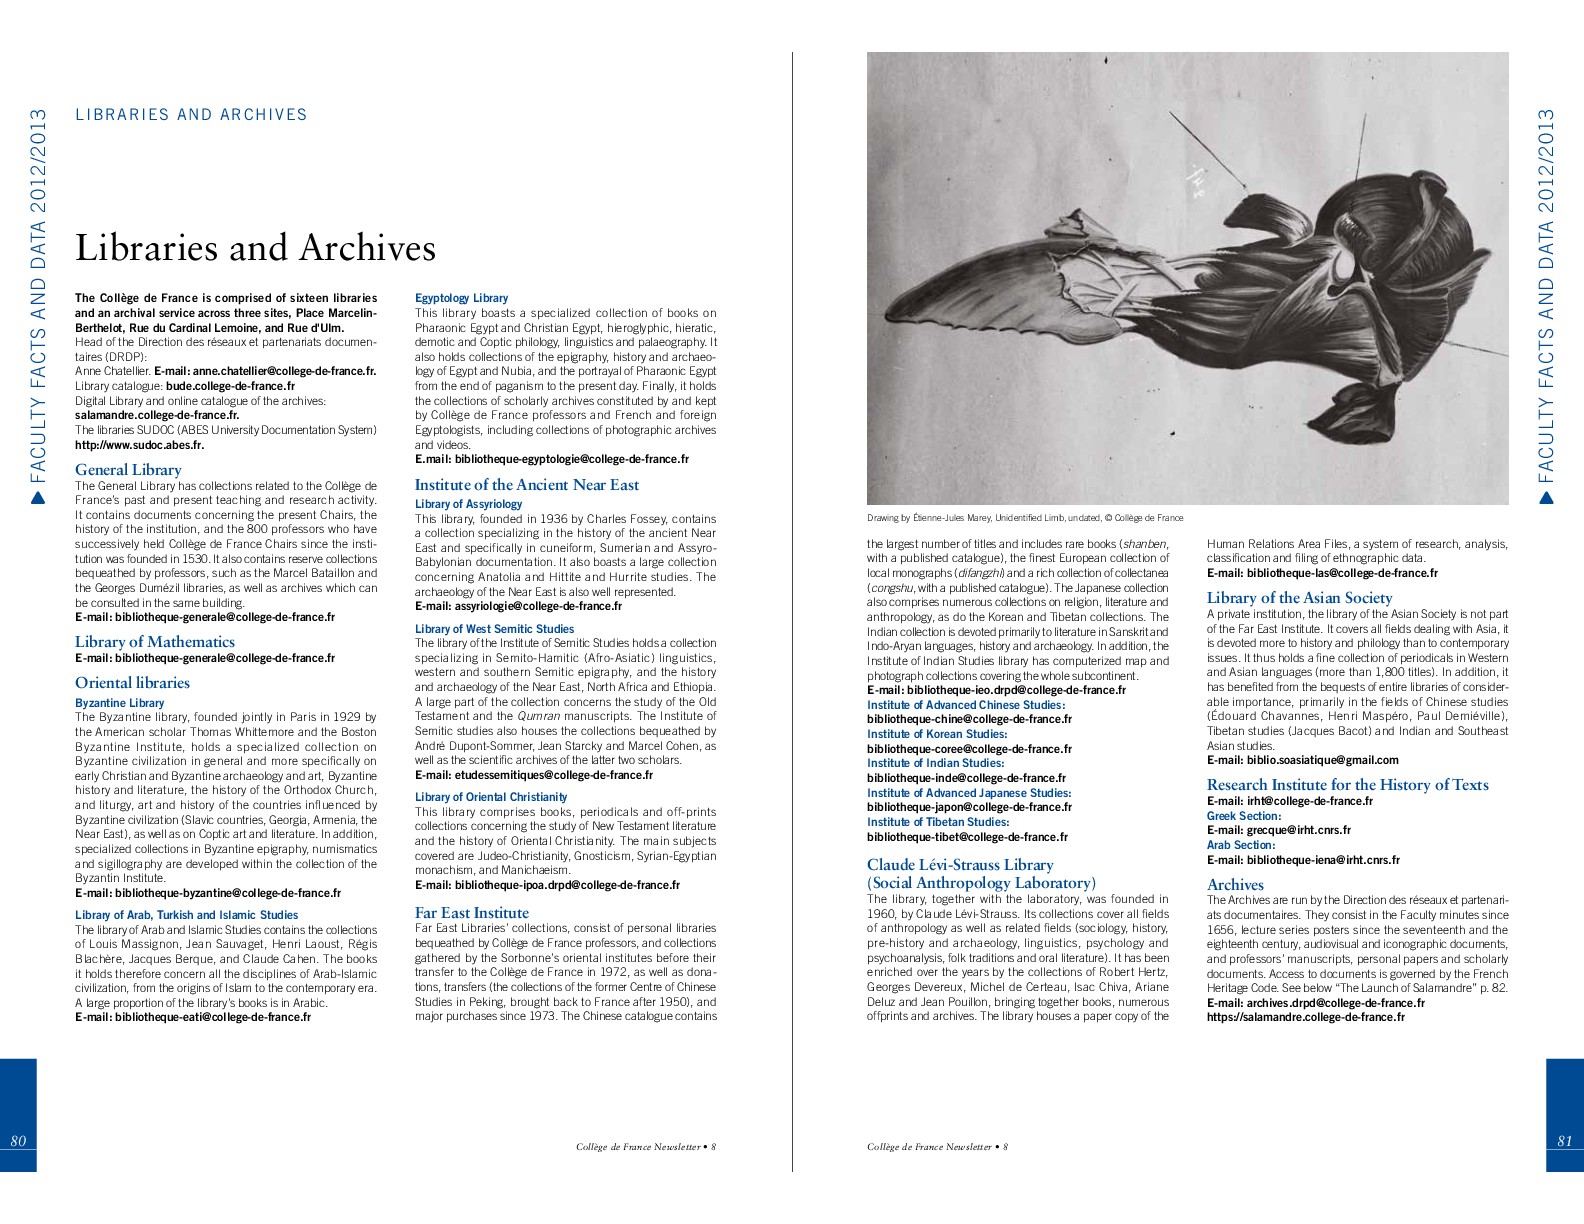 FACULTY FACTS AND DATA 2012/2013
LIBRARIES AND ARCHIVES
Libraries and Archives
The Collège de France is comprised of sixteen libraries
and an archival service across three sites, Place Marcelin-
Berthelot, Rue du Cardinal Lemoine, and Rue d'Ulm.
Head of the Direction des réseaux et partenariats documen-
taires (DRDP):
Anne Chatellier. E-mail: anne.chatellier@college-de-france.fr.
Library catalogue: bude.college-de-france.fr
Digital Library and online catalogue of the archives:
salamandre.college-de-france.fr.
The libraries SUDOC (ABES University Documentation System)
http://www.sudoc.abes.fr.
General Library
The General Library has collections related to the Collège de
France's past and present teaching and research activity.
It contains documents concerning the present Chairs, the
history of the institution, and the 800 professors who have
successively held Collège de France Chairs since the insti-
tution was founded in 1530. It also contains reserve collections
bequeathed by professors, such as the Marcel Bataillon and
the Georges Dumézil libraries, as well as archives which can
be consulted in the same building.
E-mail: bibliotheque-generale@college-de-france.fr
Library of Mathematics
E-mail: bibliotheque-generale@college-de-france.fr
Oriental libraries
Byzantine Library
The Byzantine library, founded jointly in Paris in 1929 by
the American scholar Thomas Whittemore and the Boston
Byzantine Institute, holds a specialized collection on
Byzantine civilization in general and more specifically on
early Christian and Byzantine archaeology and art, Byzantine
history and literature, the history of the Orthodox Church,
and liturgy, art and history of the countries influenced by
Byzantine civilization (Slavic countries, Georgia, Armenia, the
Near East), as well as on Coptic art and literature. In addition,
specialized collections in Byzantine epigraphy, numismatics
and sigillography are developed within the collection of the
Byzantin Institute.
E-mail: bibliotheque-byzantine@college-de-france.fr
Library of Arab, Turkish and Islamic Studies
The library of Arab and Islamic Studies contains the collections
of Louis Massignon, Jean Sauvaget, Henri Laoust, Régis
Blachère, Jacques Berque, and Claude Cahen. The books
it holds therefore concern all the disciplines of Arab-Islamic
civilization, from the origins of Islam to the contemporary era.
A large proportion of the library's books is in Arabic.
E-mail: bibliotheque-eati@college-de-france.fr
Egyptology Library
This library boasts a specialized collection of books on
Pharaonic Egypt and Christian Egypt, hieroglyphic, hieratic,
demotic and Coptic philology, linguistics and palaeography. It
also holds collections of the epigraphy, history and archaeo-
logy of Egypt and Nubia, and the portrayal of Pharaonic Egypt
from the end of paganism to the present day. Finally, it holds
the collections of scholarly archives constituted by and kept
by Collège de France professors and French and foreign
Egyptologists, including collections of photographic archives
and videos.
E.mail: bibliotheque-egyptologie@college-de-france.fr
Institute of the Ancient Near East
Library of Assyriology
This library, founded in 1936 by Charles Fossey, contains
a collection specializing in the history of the ancient Near
East and specifically in cuneiform, Sumerian and Assyro-
Babylonian documentation. It also boasts a large collection
concerning Anatolia and Hittite and Hurrite studies. The
archaeology of the Near East is also well represented.
E-mail: assyriologie@college-de-france.fr
Library of West Semitic Studies
The library of the Institute of Semitic Studies holds a collection
specializing in Semito-Hamitic (Afro-Asiatic) linguistics,
western and southern Semitic epigraphy, and the history
and archaeology of the Near East, North Africa and Ethiopia.
A large part of the collection concerns the study of the Old
Testament and the Qumran manuscripts. The Institute of
Semitic studies also houses the collections bequeathed by
André Dupont-Sommer, Jean Starcky and Marcel Cohen, as
well as the scientific archives of the latter two scholars.
E-mail: etudessemitiques@college-de-france.fr
Library of Oriental Christianity
This library comprises books, periodicals and off-prints
collections concerning the study of New Testament literature
and the history of Oriental Christianity. The main subjects
covered are Judeo-Christianity, Gnosticism, Syrian-Egyptian
monachism, and Manichaeism.
E-mail: bibliotheque-ipoa.drpd@college-de-france.fr
Far East Institute
Far East Libraries' collections, consist of personal libraries
bequeathed by Collège de France professors, and collections
gathered by the Sorbonne's oriental institutes before their
transfer to the Collège de France in 1972, as well as dona-
tions, transfers (the collections of the former Centre of Chinese
Studies in Peking, brought back to France after 1950), and
major purchases since 1973. The Chinese catalogue contains
80
Collège de France Newsletter • 8
Drawing by Étienne-Jules Marey, Unidentified Limb, undated, © Collège de France
the largest number of titles and includes rare books (shanben,
with a published catalogue), the finest European collection of
local monographs (difangzhi) and a rich collection of collectanea
(congshu, with a published catalogue). The Japanese collection
also comprises numerous collections on religion, literature and
anthropology, as do the Korean and Tibetan collections. The
Indian collection is devoted primarily to literature in Sanskrit and
Indo-Aryan languages, history and archaeology. In addition, the
Institute of Indian Studies library has computerized map and
photograph collections covering the whole subcontinent.
E-mail: bibliotheque-ieo.drpd@college-de-france.fr
Institute of Advanced Chinese Studies:
bibliotheque-chine@college-de-france.fr
Institute of Korean Studies:
bibliotheque-coree@college-de-france.fr
Institute of Indian Studies:
bibliotheque-inde@college-de-france.fr
Institute of Advanced Japanese Studies:
bibliotheque-japon@college-de-france.fr
Institute of Tibetan Studies:
bibliotheque-tibet@college-de-france.fr
Claude Lévi-Strauss Library
(Social Anthropology Laboratory)
The library, together with the laboratory, was founded in
1960, by Claude Lévi-Strauss. Its collections cover all fields
of anthropology as well as related fields (sociology, history,
pre-history and archaeology, linguistics, psychology and
psychoanalysis, folk traditions and oral literature). It has been
enriched over the years by the collections of Robert Hertz,
Georges Devereux, Michel de Certeau, Isac Chiva, Ariane
Deluz and Jean Pouillon, bringing together books, numerous
offprints and archives. The library houses a paper copy of the
Human Relations Area Files, a system of research, analysis,
classification and filing of ethnographic data.
E-mail: bibliotheque-las@college-de-france.fr
Library of the Asian Society
A private institution, the library of the Asian Society is not part
of the Far East Institute. It covers all fields dealing with Asia, it
is devoted more to history and philology than to contemporary
issues. It thus holds a fine collection of periodicals in Western
and Asian languages (more than 1,800 titles). In addition, it
has benefited from the bequests of entire libraries of consider-
able importance, primarily in the fields of Chinese studies
(Édouard Chavannes, Henri Maspéro, Paul Demiéville),
Tibetan studies (Jacques Bacot) and Indian and Southeast
Asian studies.
E-mail: biblio.soasiatique@gmail.com
Research Institute for the History of Texts
E-mail: irht@college-de-france.fr
Greek Section:
E-mail: grecque@irht.cnrs.fr
Arab Section:
E-mail: bibliotheque-iena@irht.cnrs.fr
Archives
The Archives are run by the Direction des réseaux et partenari-
ats documentaires. They consist in the Faculty minutes since
1656, lecture series posters since the seventeenth and the
eighteenth century, audiovisual and iconographic documents,
and professors' manuscripts, personal papers and scholarly
documents. Access to documents is governed by the French
Heritage Code. See below “The Launch of Salamandre” p. 82.
E-mail: archives.drpd@college-de-france.fr
https://salamandre.college-de-france.fr
FACULTY FACTS AND DATA 2012/2013
Collège de France Newsletter • 8
81